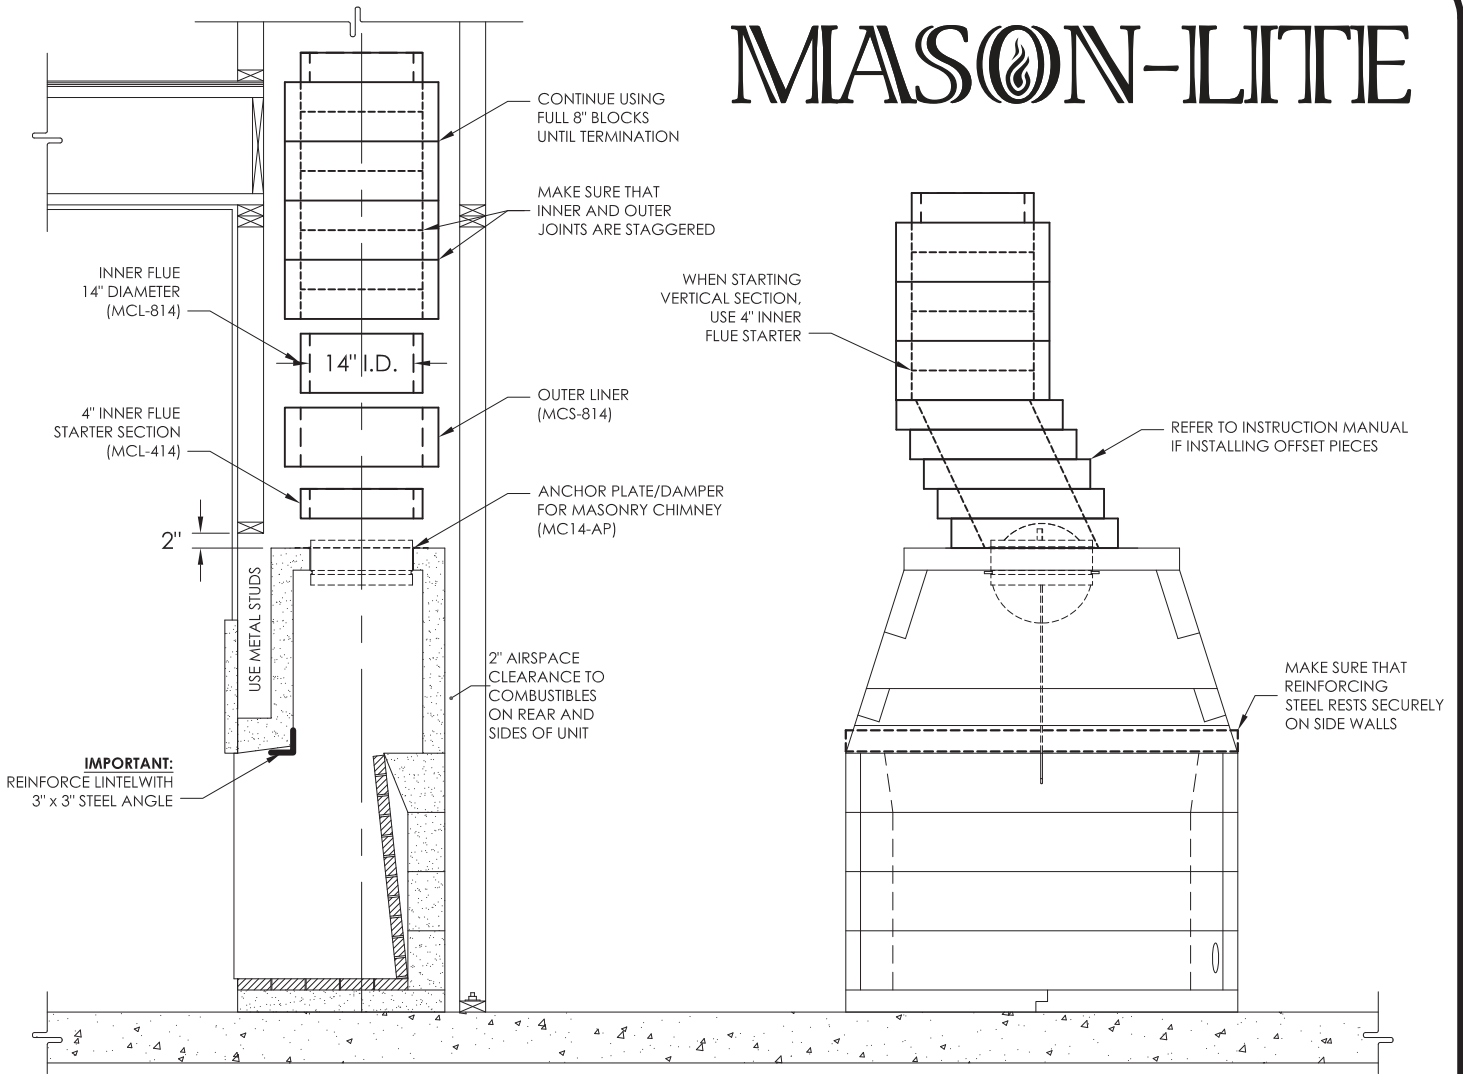 MASON-LITE
CONTINUE USING
FULL 8" BLOCKS
UNTIL TERMINATION
MAKE SURE THAT
INNER AND OUTER
JOINTS ARE STAGGERED
INNER FLUE
14" DIAMETER
(MCL-814)
14" I.D.
OUTER LINER
(MCS-814)
4" INNER FLUE
STARTER SECTION
(MCL-414)
ANCHOR PLATE/DAMPER
FOR MASONRY CHIMNEY
(MC14-AP)
2"
USE METAL STUDS
2" AIRSPACE
CLEARANCE TO
COMBUSTIBLES
ON REAR AND
SIDES OF UNIT
IMPORTANT:
REINFORCE LINTELWITH
3" x 3" STEEL ANGLE
WHEN STARTING
VERTICAL SECTION,
USE 4" INNER
FLUE STARTER
REFER TO INSTRUCTION MANUAL
IF INSTALLING OFFSET PIECES
MAKE SURE THAT
REINFORCING
STEEL RESTS SECURELY
ON SIDE WALLS